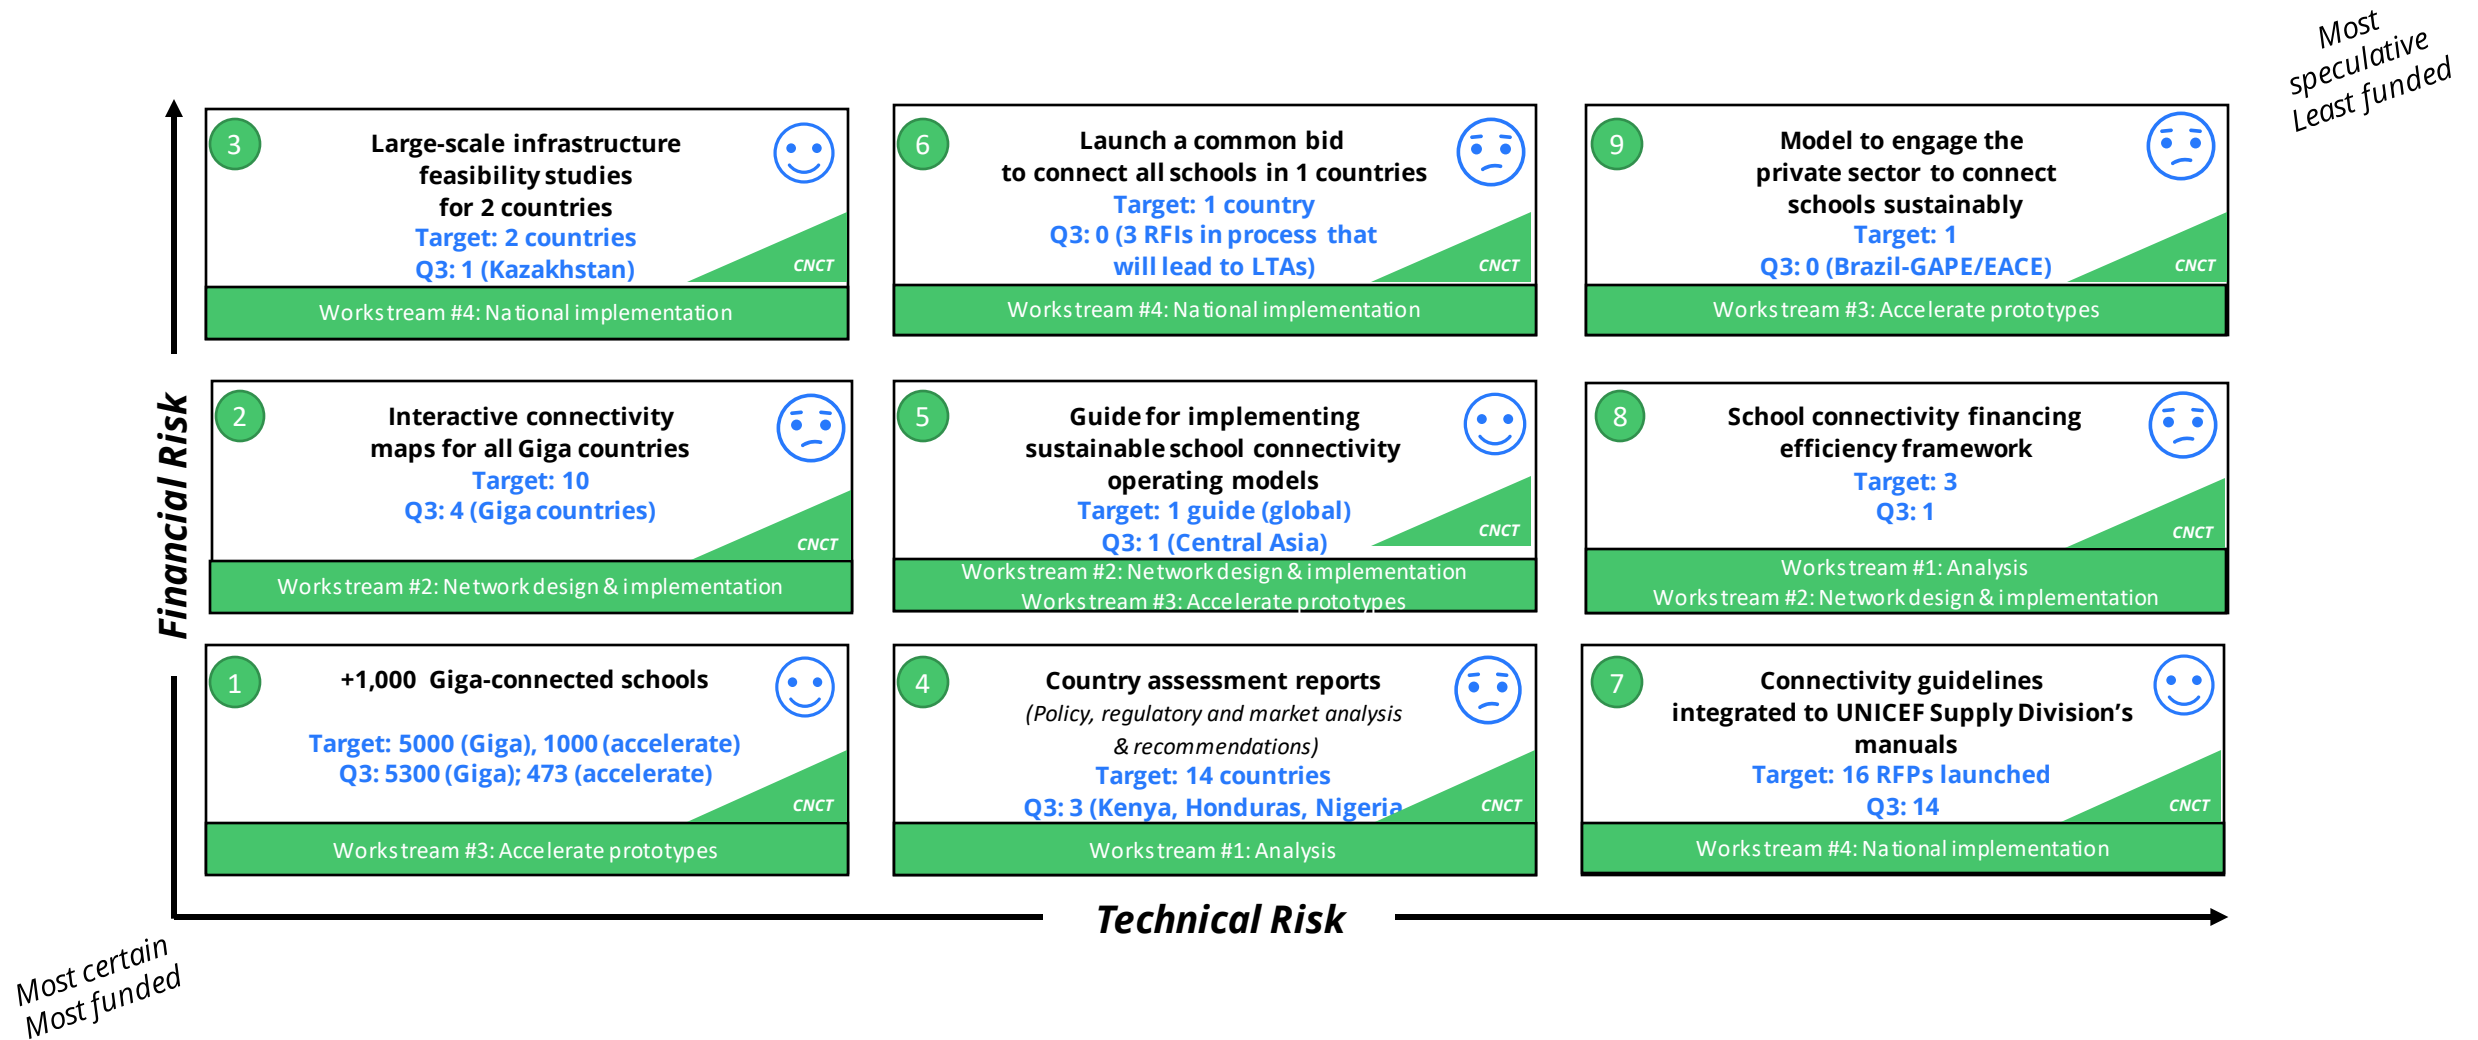 Most
speculative
Least funded
3
Large-scale infrastructure
feasibility studies
for 2 countries
Target: 2 countries
Q3: 1 (Kazakhstan)
CNCT
Workstream #4: National implementation
6
Launch a common bid
to connect all schools in 1 countries
Target: 1 country
Q3: 0 (3 RFIs in process that
will lead to LTAs)
CNCT
Workstream #4: National implementation
9
Model to engage the
private sector to connect
schools sustainably
Target: 1
Q3: 0 (Brazil-GAPE/EACE)
CNCT
Workstream #3: Accelerate prototypes
Financial Risk
2
Interactive connectivity
maps for all Giga countries
Target: 10
Q3: 4 (Giga countries)
CNCT
Workstream #2: Network design & implementation
5
Guide for implementing
sustainable school connectivity
operating models
Target: 1 guide (global)
Q3: 1 (Central Asia)
CNCT
Workstream #2: Network design & implementation
Workstream #3: Accelerate prototypes
8
School connectivity financing
efficiency framework
Target: 3
Q3: 1
CNCT
Workstream #1: Analysis
Workstream #2: Network design & implementation
1
+1,000 Giga-connected schools
Target: 5000 (Giga), 1000 (accelerate)
Q3: 5300 (Giga); 473 (accelerate)
CNCT
Workstream #3: Accelerate prototypes
4
Country assessment reports
(Policy, regulatory and market analysis
& recommendations)
Target: 14 countries
Q3: 3 (Kenya, Honduras, Nigeria
CNCT
Workstream #1: Analysis
7
Connectivity guidelines
integrated to UNICEF Supply Division’s
manuals
Target: 16 RFPs launched
Q3: 14
CNCT
Workstream #4: National implementation
Technical Risk
Most certain
Most funded